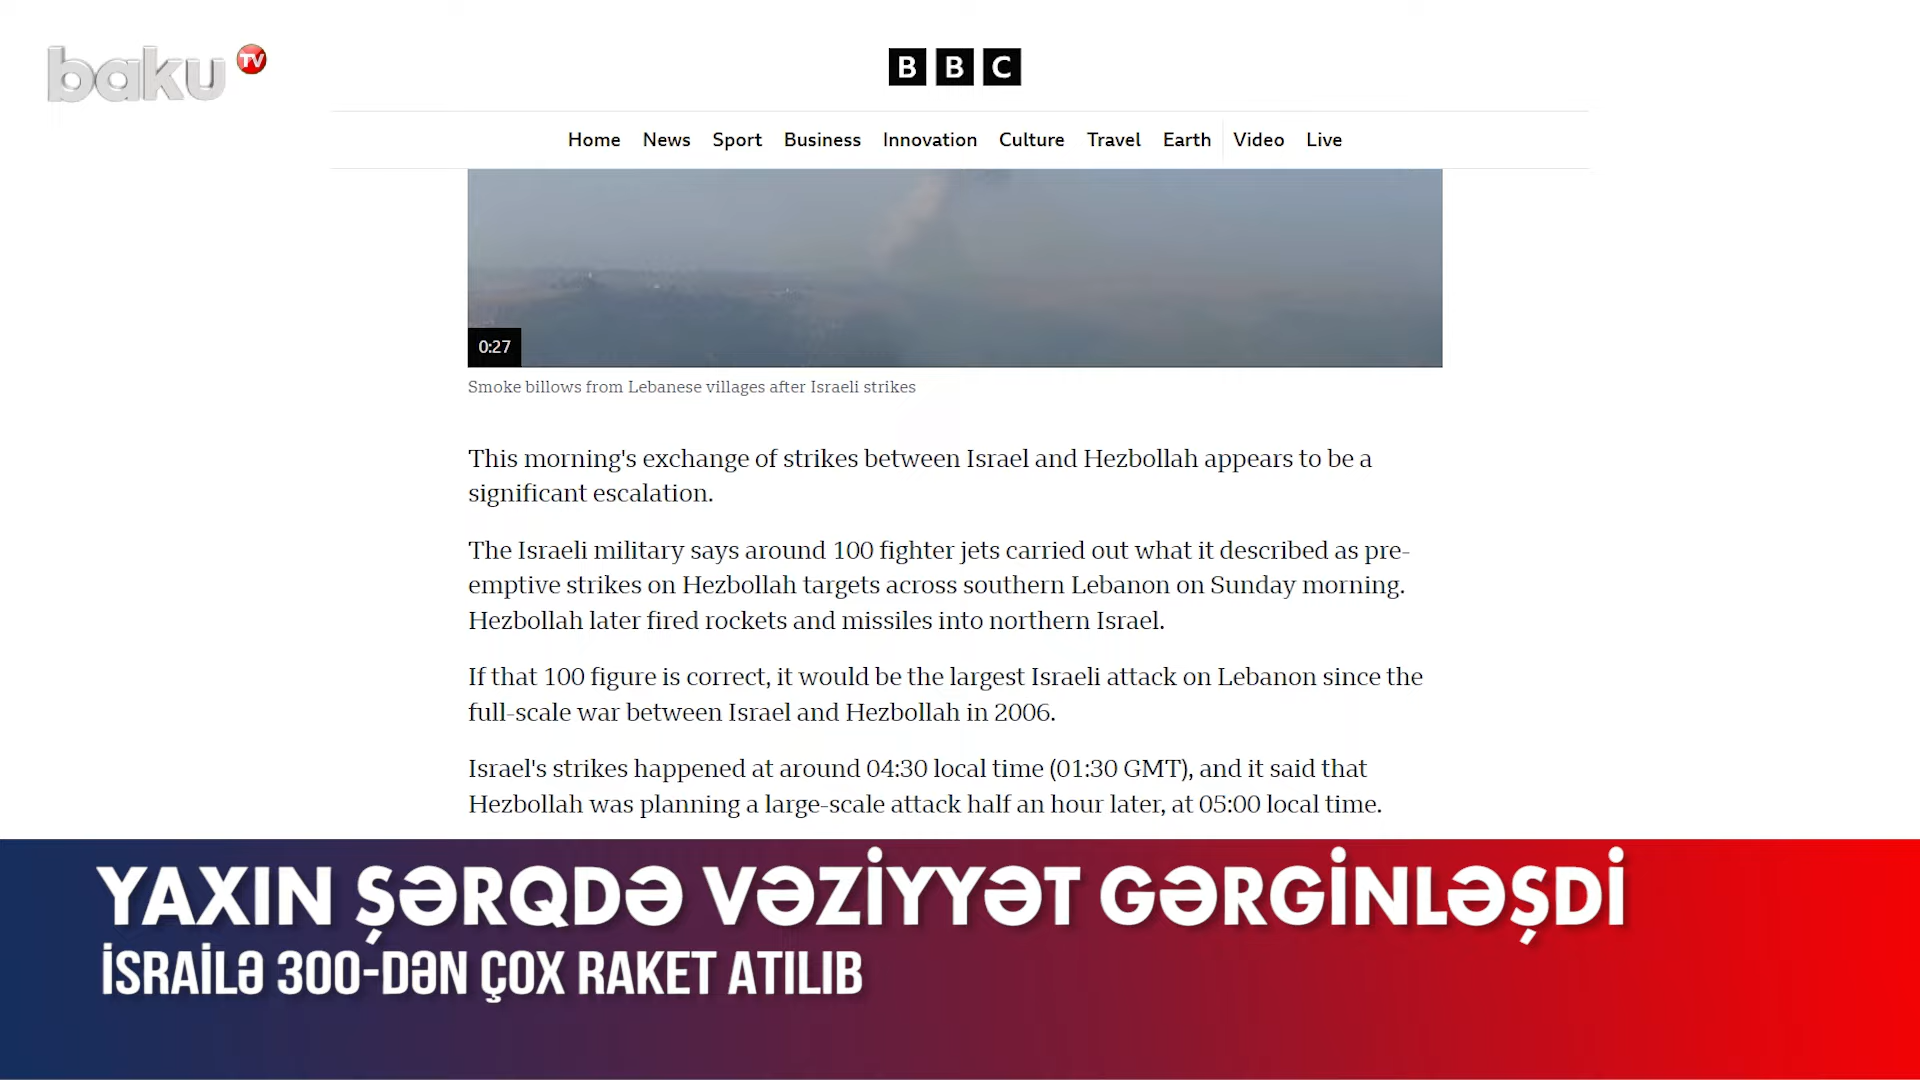 baku TV
BBC
Home News Sport Business Innovation Culture Travel Earth Video Live
0:27
Smoke billows from Lebanese villages after Israeli strikes
This morning's exchange of strikes between Israel and Hezbollah appears to be a
significant escalation.
The Israeli military says around 100 fighter jets carried out what it described as pre-
emptive strikes on Hezbollah targets across southern Lebanon on Sunday morning.
Hezbollah later fired rockets and missiles into northern Israel.
If that 100 figure is correct, it would be the largest Israeli attack on Lebanon since the
full-scale war between Israel and Hezbollah in 2006.
Israel's strikes happened at around 04:30 local time (01:30 GMT), and it said that
Hezbollah was planning a large-scale attack half an hour later, at 05:00 local time.
YAXIN ŞƏRQDƏ VƏZİYYƏT GƏRGİNLƏŞDİ
İSRAİLƏ 300-DƏN ÇOX RAKET ATILIB